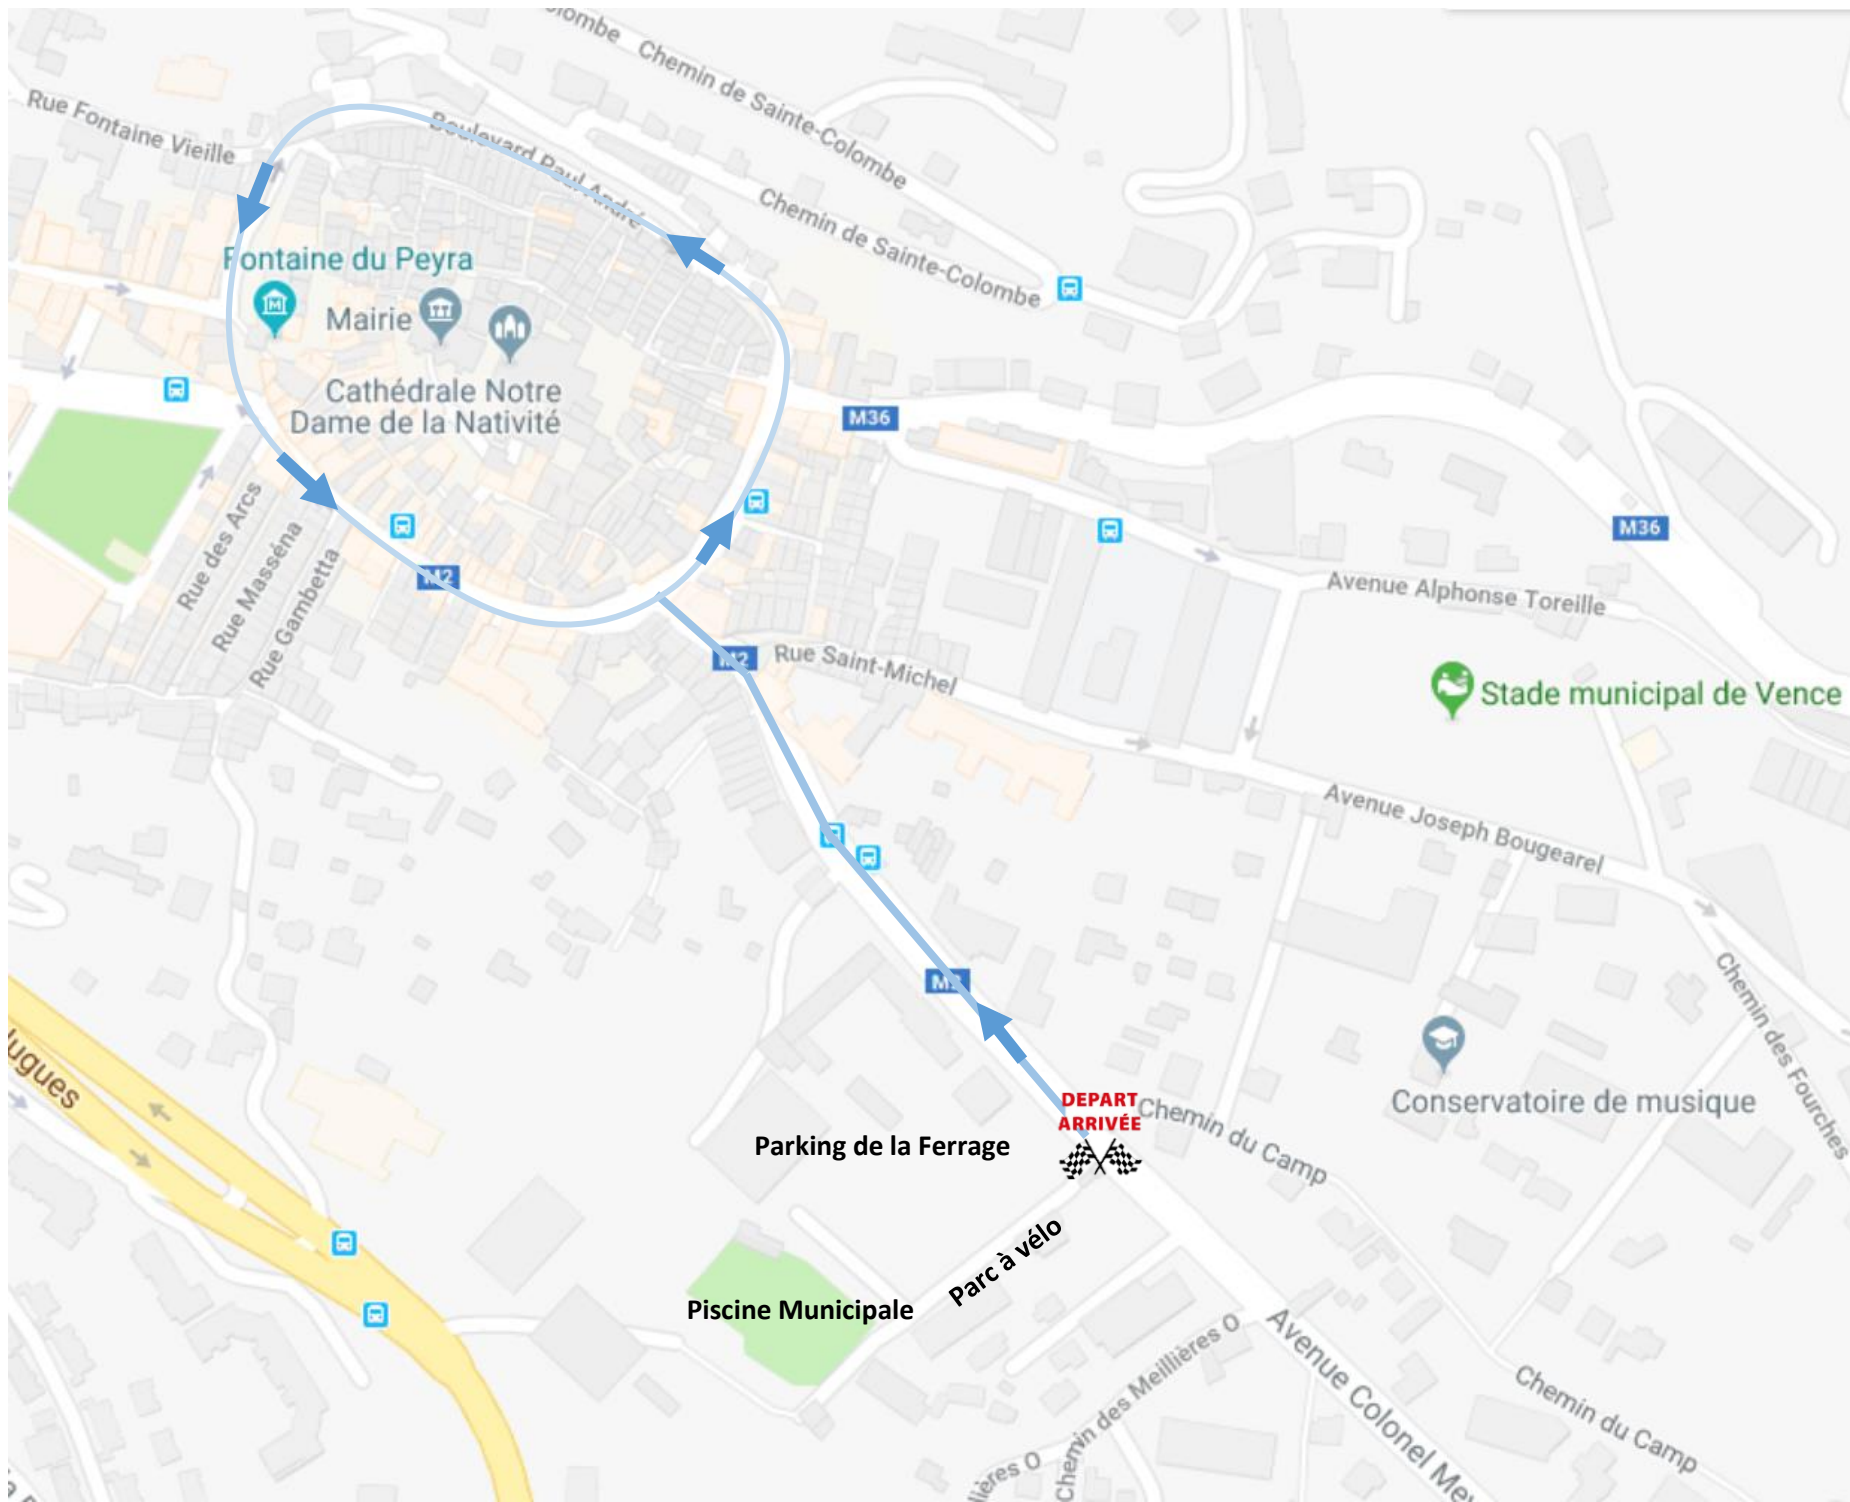 olombe
Chemin de Sainte-Colombe
Rue Fontaine Vieille
Boulevard Paul André
Chemin de Sainte-Colombe
Fontaine du Peyra
Mairie
Cathédrale Notre
Dame de la Nativité
M36
M36
Rue des Arcs
Rue Masséna
Rue Gambetta
M2
Avenue Alphonse Toreille
M2
Rue Saint-Michel
Stade municipal de Vence
Avenue Joseph Bougearel
M2
Chemin des Fourches
ugues
Conservatoire de musique
DEPART
ARRIVÉE
Chemin du Camp
Parking de la Ferrage
Parc à vélo
Piscine Municipale
Chemin des Meillières O
Avenue Colonel Me
Chemin du Camp
lières O